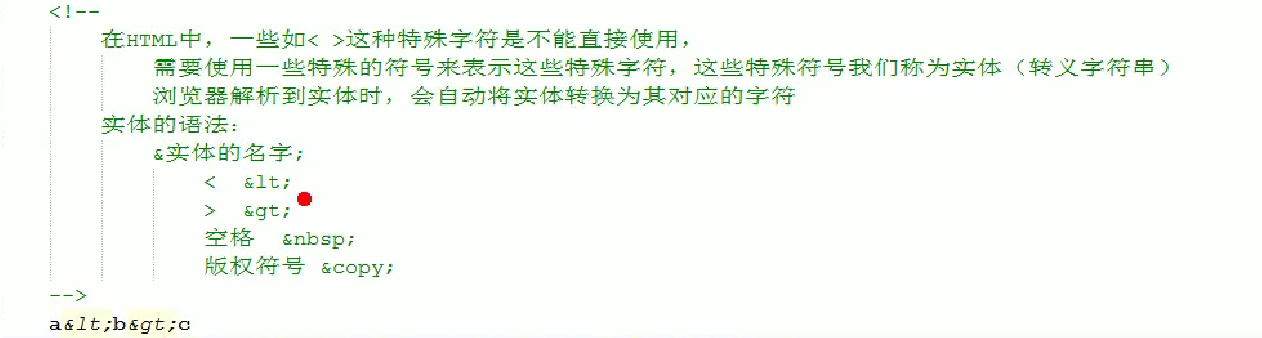 <!--
在HTML中，一些如< >这种特殊字符是不能直接使用，
需要使用一些特殊的符号来表示这些特殊字符，这些特殊符号我们称为实体（转义字符串）
浏览器解析到实体时，会自动将实体转换为其对应的字符
实体的语法：
&实体的名字;
< &lt;
> &gt;
空格 &nbsp;
版权符号 &copy;
-->
a&lt;b&gt;c